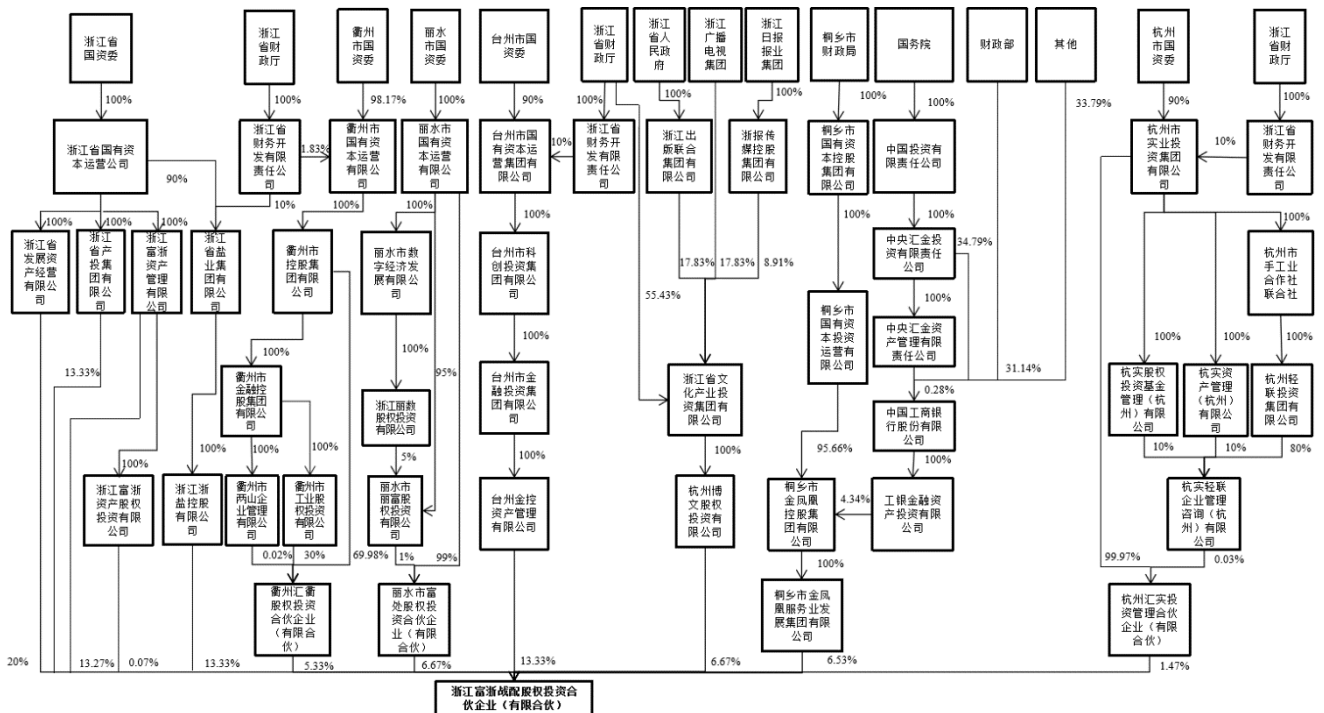 浙江省
国资委
浙江
省财
政厅
衢州
市国
资委
丽水
市国
资委
台州
市国
资委
浙江
省财
政厅
浙江
省人
民政
府
浙江
广播
电视
集团
浙江
日报
报业
集团
桐乡
市财
政局
国务院
财政部
其他
杭州
市国
资委
浙江
省财
政厅
100%
100%
98.17%
100%
90%
100%
100%
100%
100%
100%
33.79%
90%
100%
浙江省国有资
本运营公司
浙江省
财务开
发有限
责任公
司
1.83%
衢州市
国有资
本运营
有限公
司
丽水市
国有资
本运营
有限公
司
台州市国
有资本运
营集团有
限公司
10%
浙江省
财务开
发有限
责任公
司
浙江出
版联合
集团有
限公司
浙报传
媒控股
集团有
限公司
桐乡市
国有资
本控股
集团有
限公司
中国投资有
限责任公司
杭州市
实业投
资集团
有限公
司
10%
浙江省
财务开
发有限
责任公
司
90%
10%
100%
100%
100%
100%
100%
100%
100%
100%
100%
100%
浙江省
发展资
产经营
有限公
司
浙江
省产
投集
团有
限公
司
浙江
富浙
资产
管理
有限
公司
浙江
省盐
业集
团有
限公
司
衢州市
控股集
团有限
公司
丽水市数
字经济发
展有限公
司
台州市科
创投资集
团有限公
司
17.83%
17.83%
8.91%
55.43%
中央汇金投
资有限责任
公司
34.79%
杭州市
手工业
合作社
联合社
桐乡市
国有资
本投资
运营有
限公司
100%
中央汇金资
产管理有限
责任公司
13.33%
100%
100%
95%
100%
31.14%
100%
100%
100%
衢州市
金融控
股集团
有限公
司
浙江丽数
股权投资
有限公司
台州市金
融投资集
团有限公
司
浙江省文
化产业投
资集团有
限公司
0.28%
中国工商银
行股份有限
公司
杭实股权
投资基金
管理（杭
州）有限
公司
杭实资
产管理
（杭州）
有限公
司
杭州轻
联投资
集团有
限公司
100%
100%
100%
100%
5%
100%
100%
95.66%
100%
10%
10%
80%
浙江富浙
资产股权
投资有限
公司
浙江浙
盐控股
有限公
司
衢州市
两山企
业管理
有限公
司
衢州市
工业股
权投资
有限公
司
丽水市
丽富股
权投资
有限公
司
台州金控
资产管理
有限公司
杭州博
文股权
投资有
限公司
桐乡市
金凤凰
控股集
团有限
公司
4.34%
工银金融资
产投资有限
公司
杭实轻联
企业管理
咨询（杭
州）有限
公司
0.02%
30%
69.98%
1%
99%
100%
99.97%
0.03%
衢州汇衢
股权投资
合伙企业
（有限合
伙）
丽水市富
处股权投
资合伙企
业（有限
合伙）
桐乡市金凤
凰服务业发
展集团有限
公司
杭州汇实投
资管理合伙
企业（有限
合伙）
20%
13.27%
0.07%
13.33%
5.33%
6.67%
13.33%
6.67%
6.53%
1.47%
浙江富浙战配股权投资合
伙企业（有限合伙）